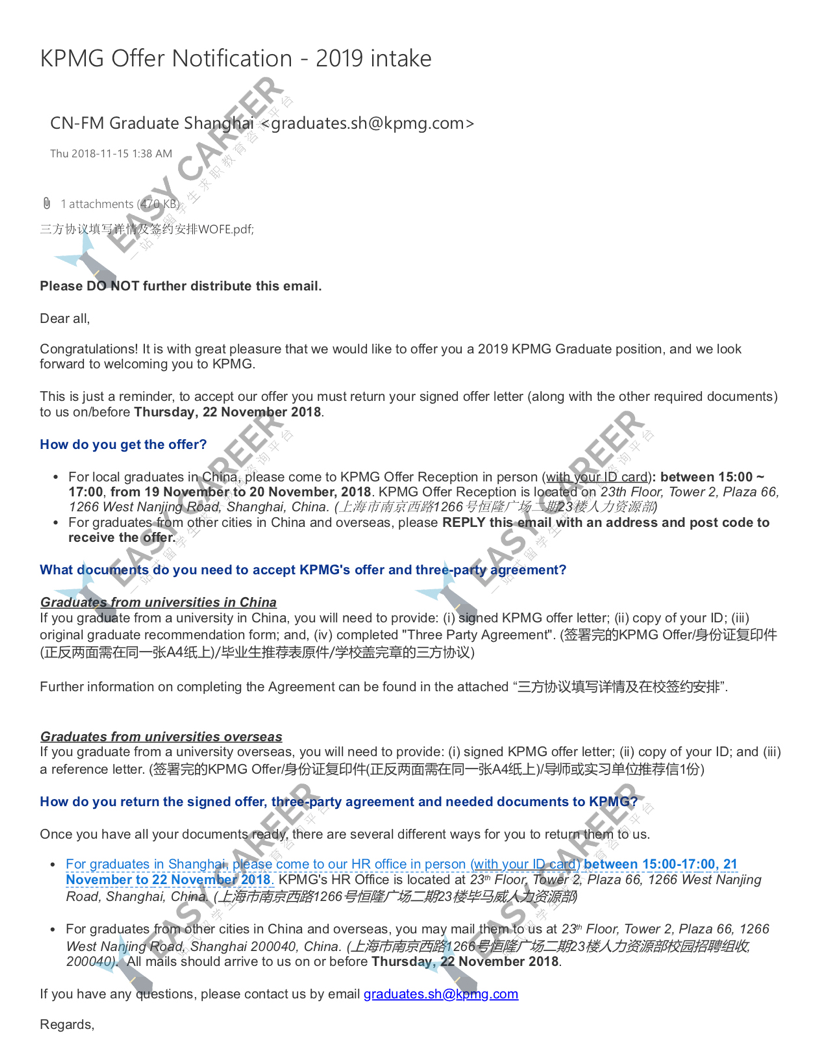 KPMG Offer Notification - 2019 intake
CN-FM Graduate Shanghai <graduates.sh@kpmg.com>
Thu 2018-11-15 1:38 AM
1 attachments (470 KB)
三方协议填写详情及签约安排WOFE.pdf;
Please DO NOT further distribute this email.
Dear all,
Congratulations! It is with great pleasure that we would like to offer you a 2019 KPMG Graduate position, and we look
forward to welcoming you to KPMG.
This is just a reminder, to accept our offer you must return your signed offer letter (along with the other required documents)
to us on/before Thursday, 22 November 2018.
How do you get the offer?
• For local graduates in China, please come to KPMG Offer Reception in person (with your ID card): between 15:00 ~
17:00, from 19 November to 20 November, 2018. KPMG Offer Reception is located on 23th Floor, Tower 2, Plaza 66,
1266 West Nanjing Road, Shanghai, China. (上海市南京西路1266号恒隆广场二期23楼人力资源部)
• For graduates from other cities in China and overseas, please REPLY this email with an address and post code to
receive the offer.
What documents do you need to accept KPMG's offer and three-party agreement?
Graduates from universities in China
If you graduate from a university in China, you will need to provide: (i) signed KPMG offer letter; (ii) copy of your ID; (iii)
original graduate recommendation form; and, (iv) completed "Three Party Agreement". (签署完的KPMG Offer/身份证复印件
(正反两面需在同一张A4纸上)/毕业生推荐表原件/学校盖完章的三方协议)
Further information on completing the Agreement can be found in the attached “三方协议填写详情及在校签约安排”.
Graduates from universities overseas
If you graduate from a university overseas, you will need to provide: (i) signed KPMG offer letter; (ii) copy of your ID; and (iii)
a reference letter. (签署完的KPMG Offer/身份证复印件(正反两面需在同一张A4纸上)/导师或实习单位推荐信1份)
How do you return the signed offer, three-party agreement and needed documents to KPMG?
Once you have all your documents ready, there are several different ways for you to return them to us.
• For graduates in Shanghai, please come to our HR office in person (with your ID card) between 15:00-17:00, 21
November to 22 November 2018. KPMG's HR Office is located at 23th Floor, Tower 2, Plaza 66, 1266 West Nanjing
Road, Shanghai, China. (上海市南京西路1266号恒隆广场二期23楼毕马威人力资源部)
• For graduates from other cities in China and overseas, you may mail them to us at 23th Floor, Tower 2, Plaza 66, 1266
West Nanjing Road, Shanghai 200040, China. (上海市南京西路1266号恒隆广场二期23楼人力资源部校园招聘组收,
200040). All mails should arrive to us on or before Thursday, 22 November 2018.
If you have any questions, please contact us by email graduates.sh@kpmg.com
Regards,
EASY CAREER
一站式留学生求职教育咨询平台
EASY CAREER
EASY CAREER
EASY CAREER
EASY CAREER